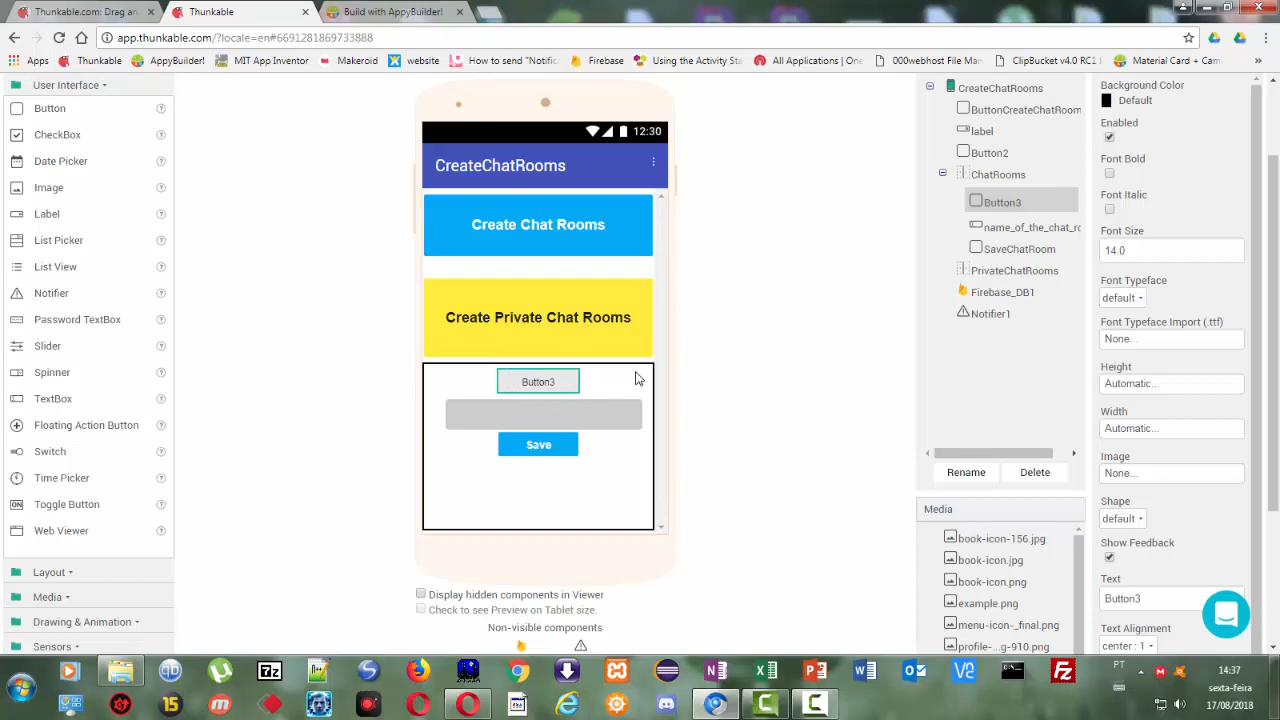 Thunkable.com: Drag an
Thunkable
Build with AppyBuilder!
app.thunkable.com/?locale=en#6691281869733888
Apps
Thunkable
AppyBuilder!
MIT App Inventor
Makeroid
website
How to send "Notific
Firebase
Using the Activity Sta
All Applications | One
000webhost File Man
ClipBucket v4.0 RC1 |
Material Card + Cam
»
User Interface
Button
CheckBox
Date Picker
Image
Label
List Picker
List View
Notifier
Password TextBox
Slider
Spinner
TextBox
Floating Action Button
Switch
Time Picker
Toggle Button
Web Viewer
Layout
Media
Drawing & Animation
Sensors
12:30
CreateChatRooms
Create Chat Rooms
Create Private Chat Rooms
Button3
Save
Display hidden components in Viewer
Check to see Preview on Tablet size.
Non-visible components
CreateChatRooms
ButtonCreateChatRoom
label
Button2
ChatRooms
Button3
name_of_the_chat_ro
SaveChatRoom
PrivateChatRooms
Firebase_DB1
Notifier1
Rename
Delete
Media
book-icon-156.jpg
book-icon.jpg
book-icon.png
example.png
menu-icon-_final.png
profile-...g-910.png
Background Color
Default
Enabled
Font Bold
Font Italic
Font Size
14.0
Font Typeface
default
Font Typeface Import (.ttf)
None...
Height
Automatic...
Width
Automatic...
Image
None...
Shape
default
Show Feedback
Text
Button3
Text Alignment
center : 1
PT
14:37
sexta-feira
17/08/2018